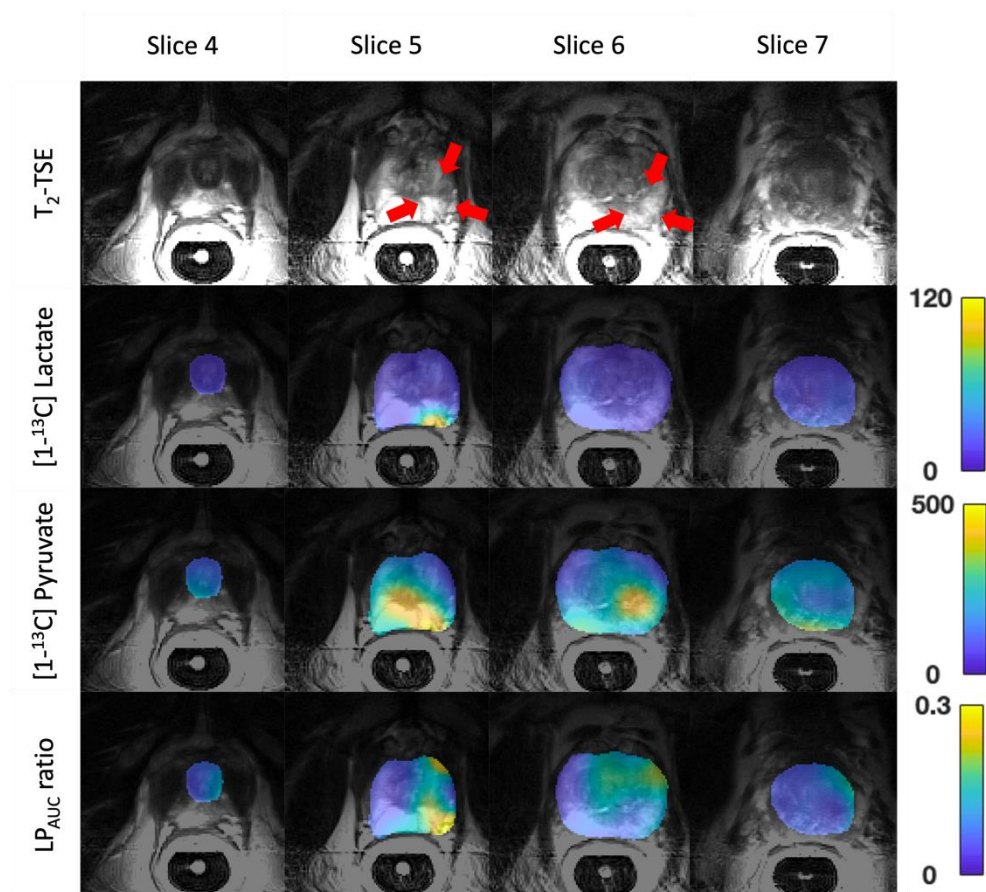 Slice 4 Slice 5 Slice 6 Slice 7
T₂-TSE
[1-¹³C] Lactate
120
0
[1-¹³C] Pyruvate
500
0
LP_AUC ratio
0.3
0